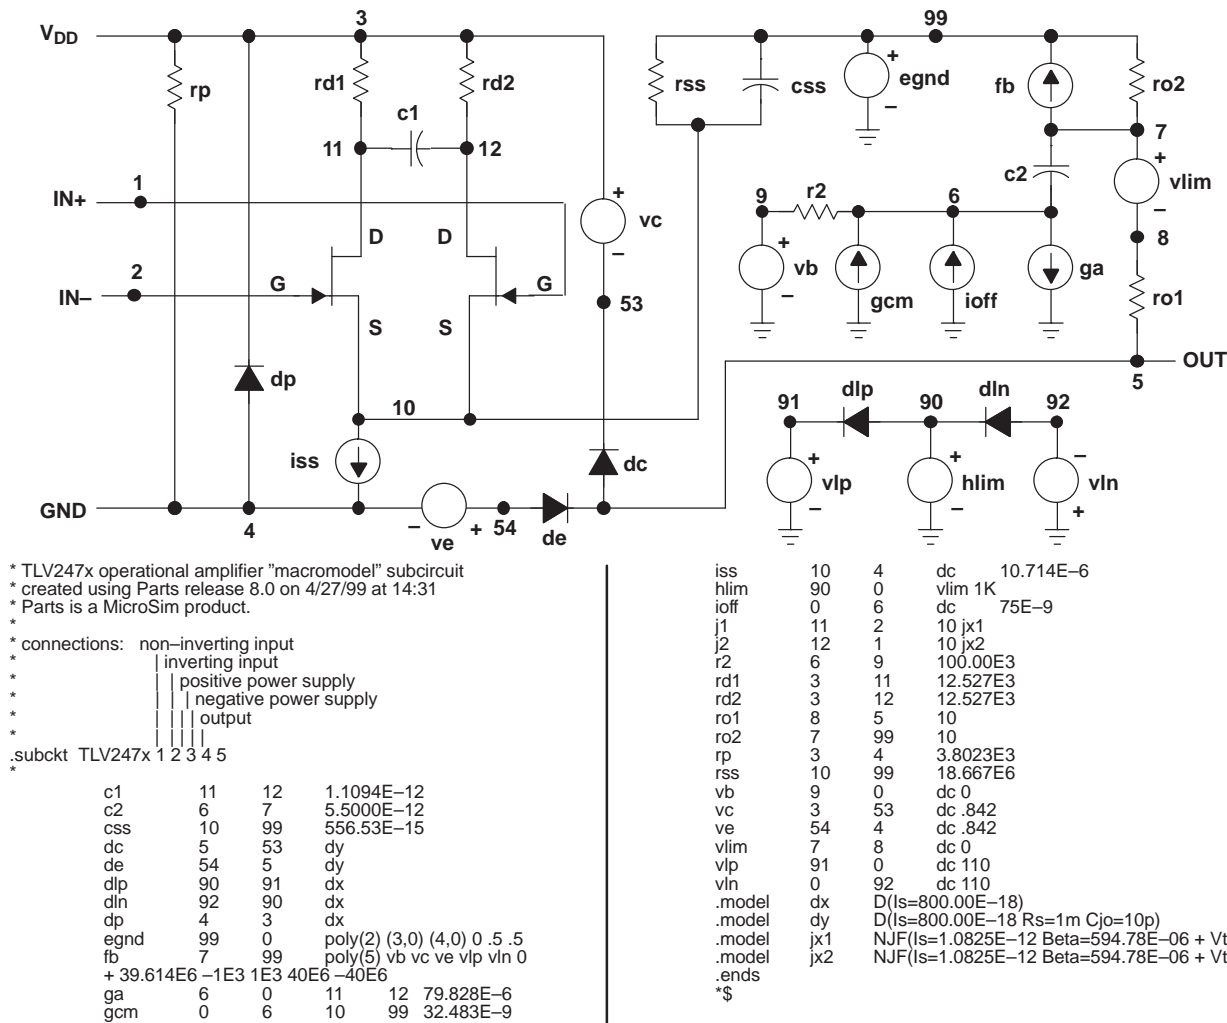 3
99
VDD
rp
rd1
rd2
c1
11
12
rss
css
egnd
+
–
fb
ro2
7
c2
+
vlim
–
8
1
IN+
2
IN–
D
D
G
G
S
S
+
vc
–
53
9
r2
6
+
vb
–
gcm
ioff
ga
ro1
OUT
5
dp
10
iss
dc
GND
4
–
+
ve
54
de
91
dlp
90
dln
92
+
vlp
–
+
hlim
–
–
vln
+
* TLV247x operational amplifier ”macromodel” subcircuit
* created using Parts release 8.0 on 4/27/99 at 14:31
* Parts is a MicroSim product.
*
* connections: non–inverting input
* | inverting input
* | | positive power supply
* | | | negative power supply
* | | | | output
* | | | | |
.subckt TLV247x 1 2 3 4 5
*
c1 11 12 1.1094E–12
c2 6 7 5.5000E–12
css 10 99 556.53E–15
dc 5 53 dy
de 54 5 dy
dlp 90 91 dx
dln 92 90 dx
dp 4 3 dx
egnd 99 0 poly(2) (3,0) (4,0) 0 .5 .5
fb 7 99 poly(5) vb vc ve vlp vln 0
+ 39.614E6 –1E3 1E3 40E6 –40E6
ga 6 0 11 12 79.828E–6
gcm 0 6 10 99 32.483E–9
iss 10 4 dc 10.714E–6
hlim 90 0 vlim 1K
ioff 0 6 dc 75E–9
j1 11 2 10 jx1
j2 12 1 10 jx2
r2 6 9 100.00E3
rd1 3 11 12.527E3
rd2 3 12 12.527E3
ro1 8 5 10
ro2 7 99 10
rp 3 4 3.8023E3
rss 10 99 18.667E6
vb 9 0 dc 0
vc 3 53 dc .842
ve 54 4 dc .842
vlim 7 8 dc 0
vlp 91 0 dc 110
vln 0 92 dc 110
.model dx D(Is=800.00E–18)
.model dy D(Is=800.00E–18 Rs=1m Cjo=10p)
.model jx1 NJF(Is=1.0825E–12 Beta=594.78E–06 + Vt
.model jx2 NJF(Is=1.0825E–12 Beta=594.78E–06 + Vt
.ends
*$